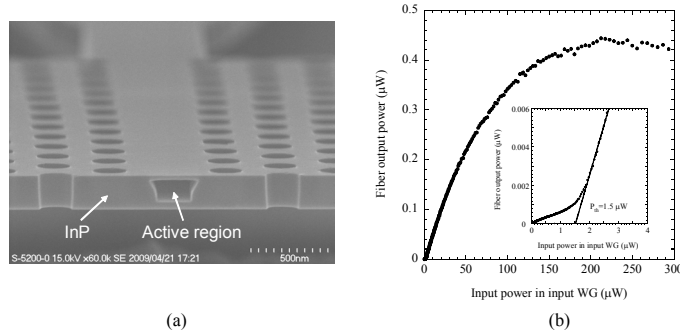 InP
Active region
S-5200-0 15.0kV x60.0k SE 2009/04/21 17:21
500nm
(a)
0.5
0.4
0.3
0.2
0.1
0
Fiber output power (μW)
0 50 100 150 200 250 300
Input power in input WG (μW)
0.006
0.004
0.002
0
Fiber output power (μW)
P_th=1.5 μW
0 1 2 3 4
Input power in input WG (μW)
(b)